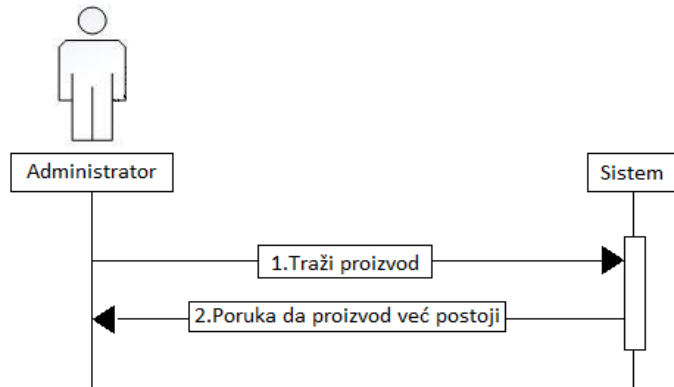 Administrator
Sistem
1.Traži proizvod
2.Poruka da proizvod već postoji